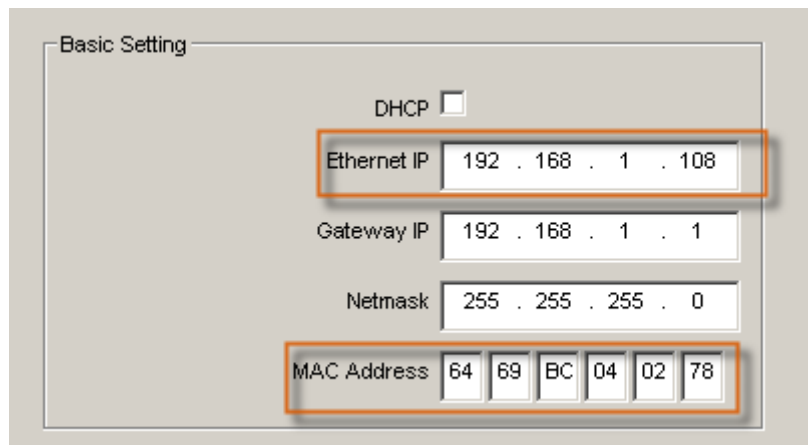 Basic Setting
DHCP
Ethernet IP 192 . 168 . 1 . 108
Gateway IP 192 . 168 . 1 . 1
Netmask 255 . 255 . 255 . 0
MAC Address 64 69 BC 04 02 78